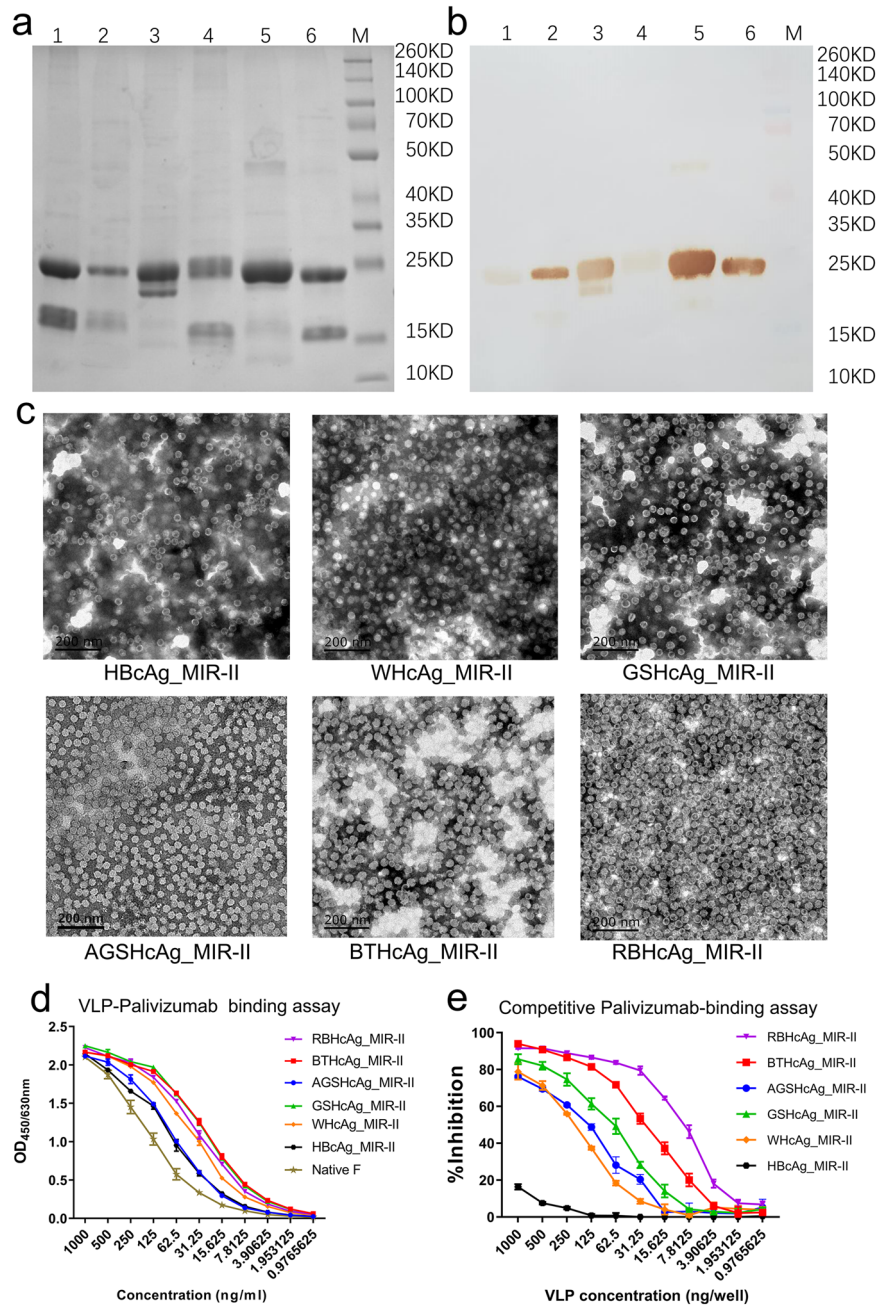 a
1 2 3 4 5 6 M
260KD
140KD
100KD
70KD
50KD
40KD
35KD
25KD
15KD
10KD
b
1 2 3 4 5 6 M
260KD
140KD
100KD
70KD
50KD
40KD
35KD
25KD
15KD
10KD
c
200 nm
200 nm
200 nm
HBcAg_MIR-II
WHcAg_MIR-II
GSHcAg_MIR-II
200 nm
200 nm
200 nm
AGSHcAg_MIR-II
BTHcAg_MIR-II
RBHcAg_MIR-II
d
VLP-Palivizumab binding assay
2.5
2.0
1.5
1.0
0.5
0.0
OD450/630nm
RBHcAg_MIR-II
BTHcAg_MIR-II
AGSHcAg_MIR-II
GSHcAg_MIR-II
WHcAg_MIR-II
HBcAg_MIR-II
Native F
1000
500
250
125
62.5
31.25
15.625
7.8125
3.90625
1.953125
0.9765625
Concentration (ng/ml)
e
Competitive Palivizumab-binding assay
100
80
60
40
20
0
%Inhibition
RBHcAg_MIR-II
BTHcAg_MIR-II
AGSHcAg_MIR-II
GSHcAg_MIR-II
WHcAg_MIR-II
HBcAg_MIR-II
1000
500
250
125
62.5
31.25
15.625
7.8125
3.90625
1.953125
0.9765625
VLP concentration (ng/well)